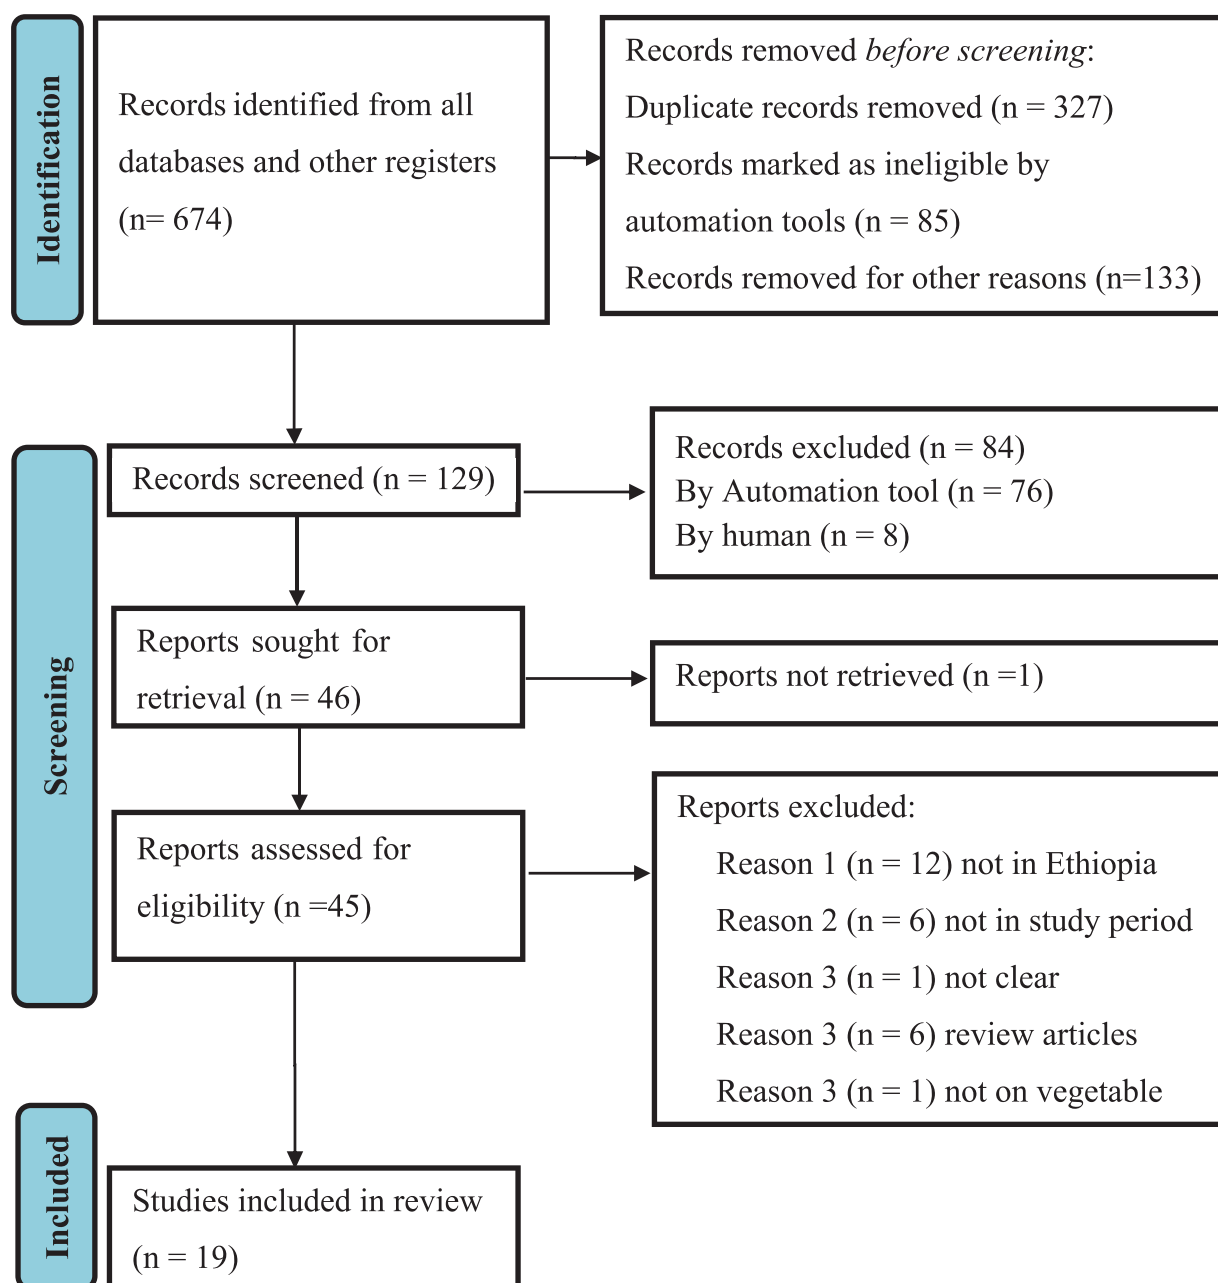 Identification
Records identified from all
databases and other registers
(n= 674)
Records removed before screening:
Duplicate records removed (n = 327)
Records marked as ineligible by
automation tools (n = 85)
Records removed for other reasons (n=133)
Screening
Records screened (n = 129)
Records excluded (n = 84)
By Automation tool (n = 76)
By human (n = 8)
Reports sought for
retrieval (n = 46)
Reports not retrieved (n =1)
Reports assessed for
eligibility (n =45)
Reports excluded:
Reason 1 (n = 12) not in Ethiopia
Reason 2 (n = 6) not in study period
Reason 3 (n = 1) not clear
Reason 3 (n = 6) review articles
Reason 3 (n = 1) not on vegetable
Included
Studies included in review
(n = 19)